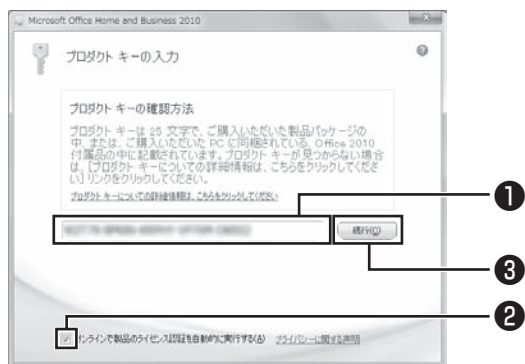 Microsoft Office Home and Business 2010
プロダクト キーの入力
プロダクト キーの確認方法
プロダクト キーは 25 文字で、ご購入いただいた製品パッケージの
中、または、ご購入いただいた PC に同梱されている、Office 2010
付属品の中に記載されています。プロダクト キーが見つからない場合
は、[プロダクト キーについての詳細情報は、こちらをクリックしてくださ
い] リンクをクリックしてください。
プロダクト キーについての詳細情報は、こちらをクリックしてください
❶
続行(C)
❸
❷
オンラインで製品のライセンス認証を自動的に実行する(A) プライバシーに関する声明